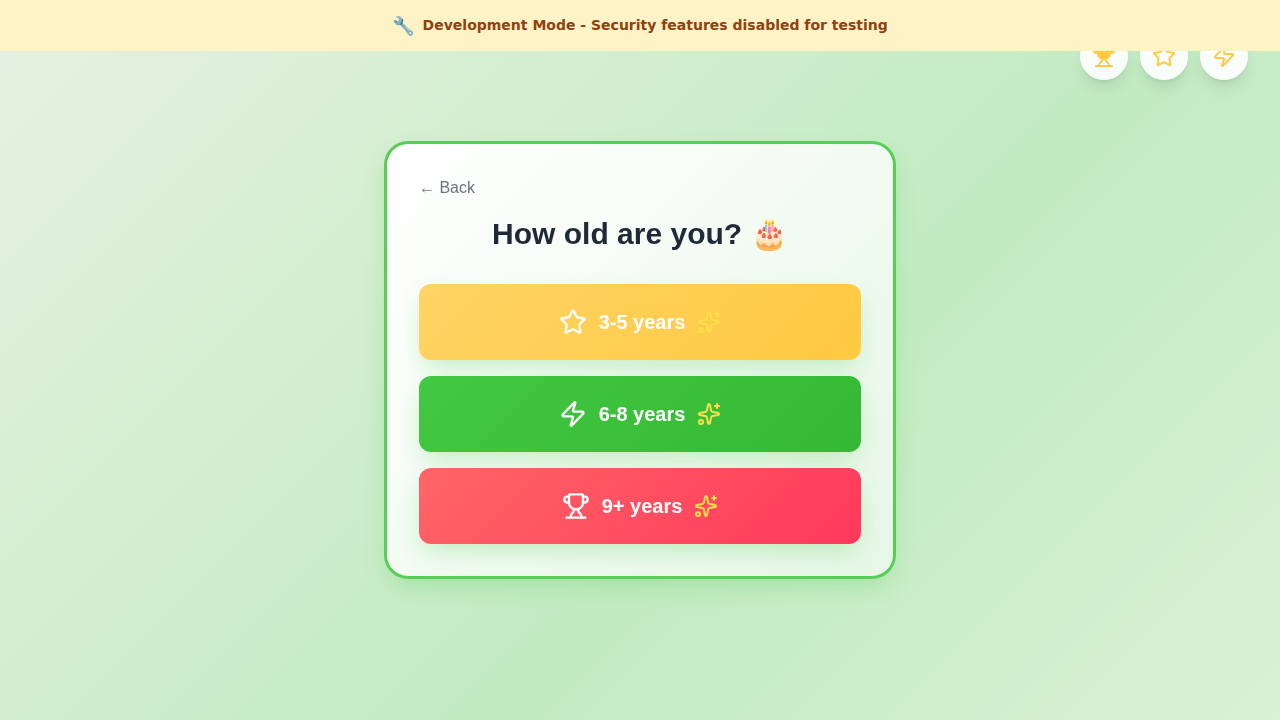 🔧 Development Mode - Security features disabled for testing
← Back
How old are you? 🎂
3-5 years
6-8 years
9+ years